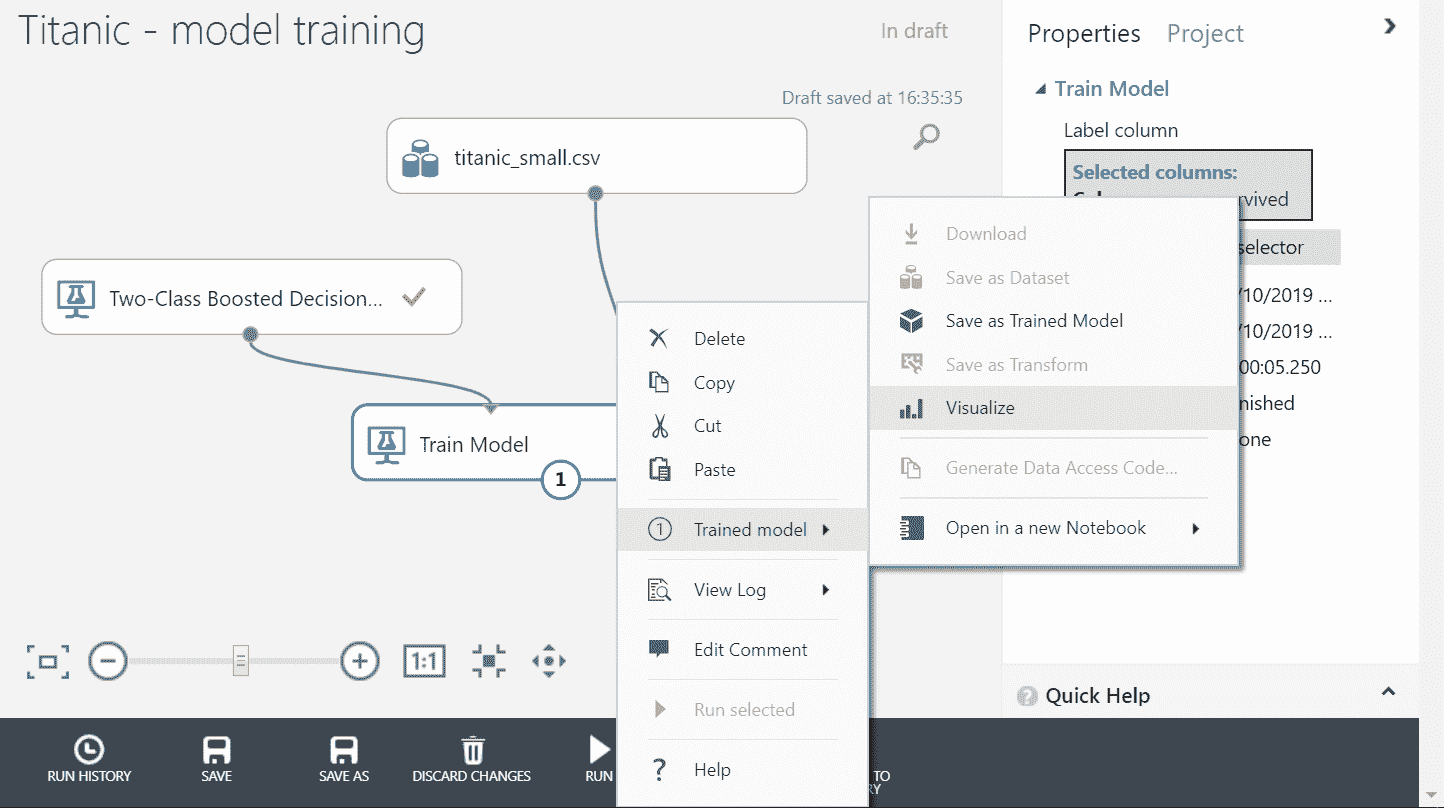 Titanic - model training
In draft
Draft saved at 16:35:35
titanic_small.csv
Two-Class Boosted Decision...
Train Model
1
Delete
Copy
Cut
Paste
1 Trained model
View Log
Edit Comment
Run selected
Help
Download
Save as Dataset
Save as Trained Model
Save as Transform
Visualize
Generate Data Access Code...
Open in a new Notebook
Properties Project
Train Model
Label column
Selected columns:
vived
selector
/10/2019 ...
/10/2019 ...
00:05.250
nished
one
Quick Help
1:1
RUN HISTORY
SAVE
SAVE AS
DISCARD CHANGES
RUN
TO
RY